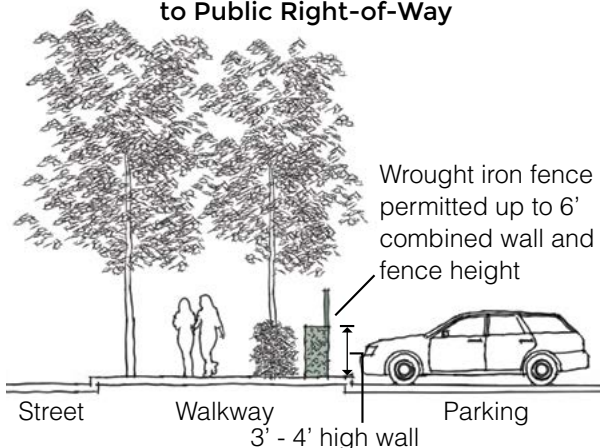 to Public Right-of-Way
Wrought iron fence
permitted up to 6’
combined wall and
fence height
Street
Walkway
Parking
3’ - 4’ high wall